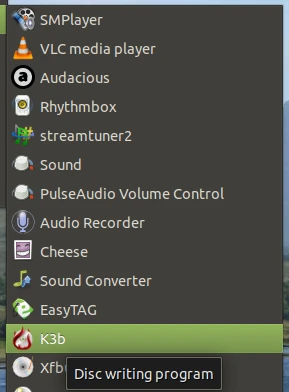 SMPlayer
VLC media player
Audacious
Rhythmbox
streamtuner2
Sound
PulseAudio Volume Control
Audio Recorder
Cheese
Sound Converter
EasyTAG
K3b
Disc writing program